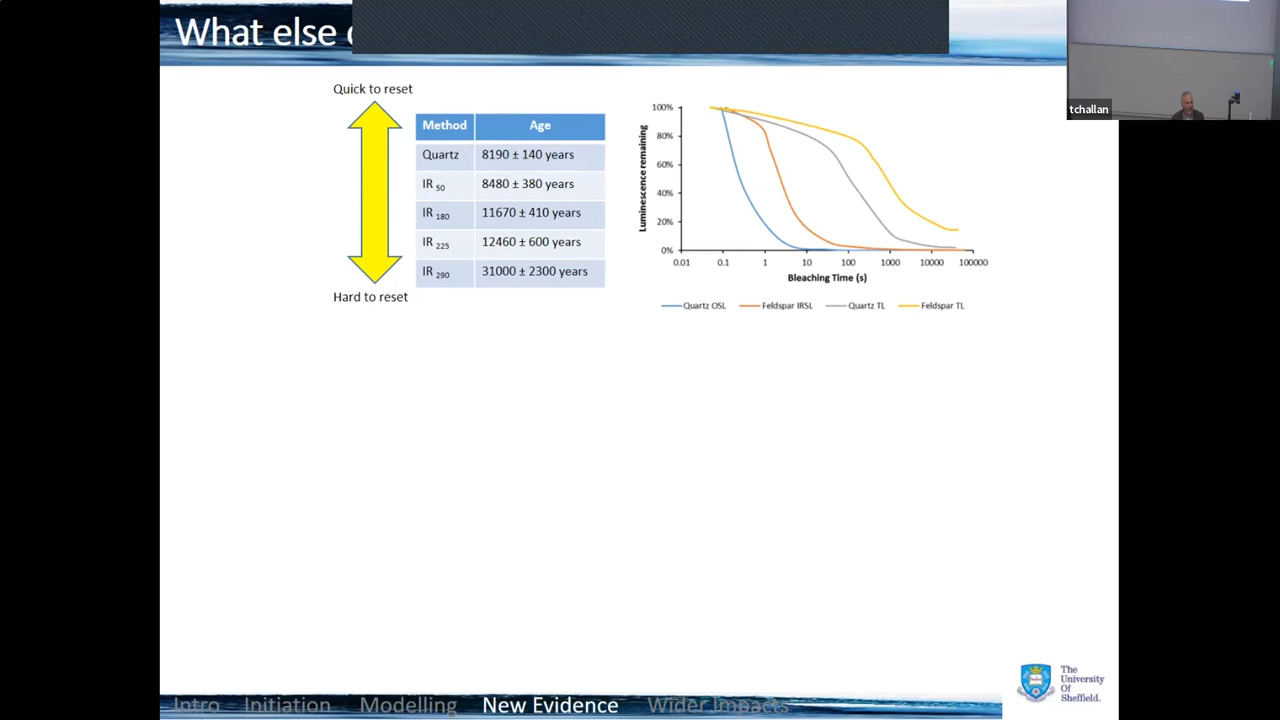 What else
tchallan
Quick to reset
Hard to reset
Method Age
Quartz 8190 ± 140 years
IR 50 8480 ± 380 years
IR 180 11670 ± 410 years
IR 225 12460 ± 600 years
IR 290 31000 ± 2300 years
Luminescence remaining
100%
80%
60%
40%
20%
0%
0.01 0.1 1 10 100 1000 10000 100000
Bleaching Time (s)
Quartz OSL Feldspar IRSL Quartz TL Feldspar TL
The
University
Of
Sheffield.
Intro Initiation Modelling New Evidence Wider Impacts